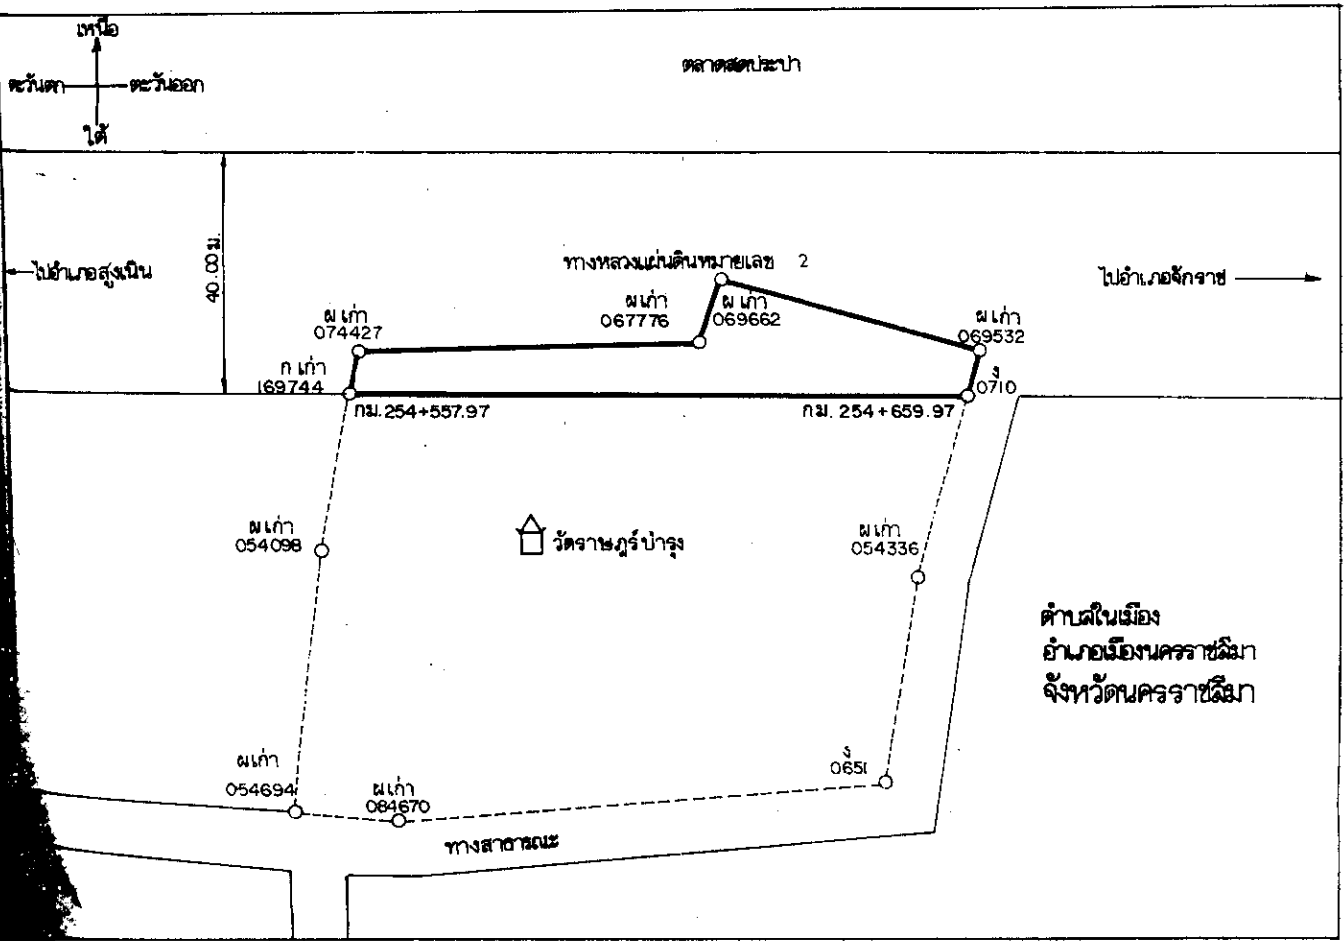 เหนือ
ตะวันตก
ตะวันออก
ใต้
ตลาดสดประปา
40.00 ม.
ไปอำเภอสูงเนิน
ทางหลวงแผ่นดินหมายเลข 2
ไปอำเภอจักราช
ผ เก่า
067776
ผ เก่า
069662
ผ เก่า
074427
ผ เก่า
069532
ก เก่า
169744
ง
0710
กม. 254+557.97
กม. 254+659.97
ผ เก่า
054098
วัดราษฎร์บำรุง
ผ เก่า
054336
ตำบลในเมือง
อำเภอเมืองนครราชสีมา
จังหวัดนครราชสีมา
ผ เก่า
054694
ผ เก่า
084670
ง
0651
ทางสาธารณะ